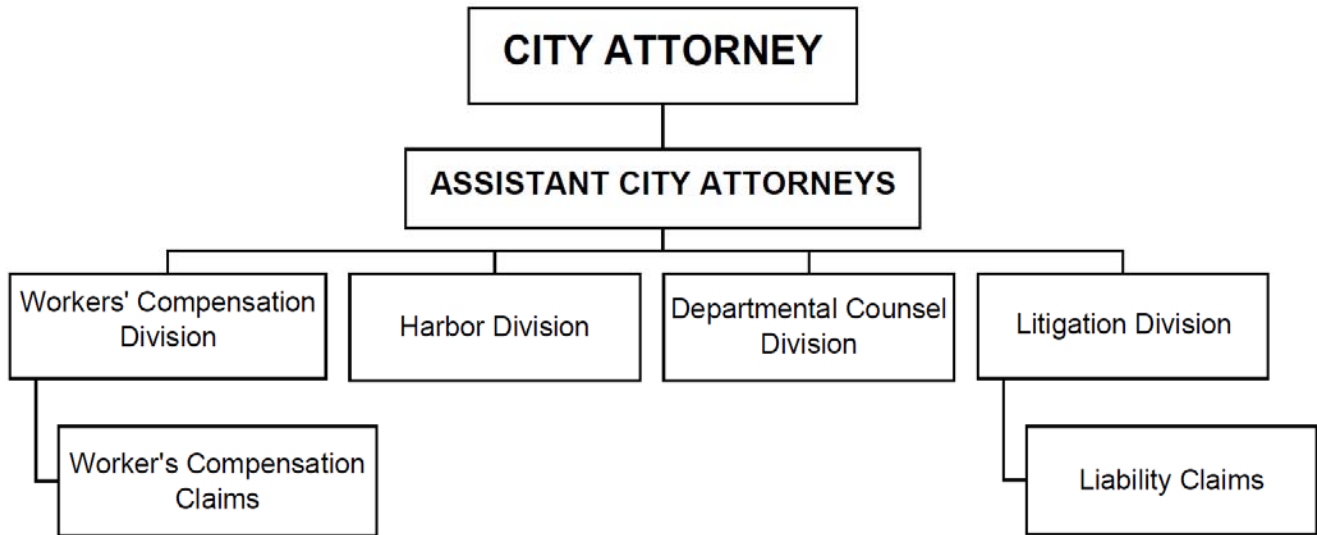 CITY ATTORNEY
ASSISTANT CITY ATTORNEYS
Workers' Compensation
Division
Harbor Division
Departmental Counsel
Division
Litigation Division
Worker's Compensation
Claims
Liability Claims